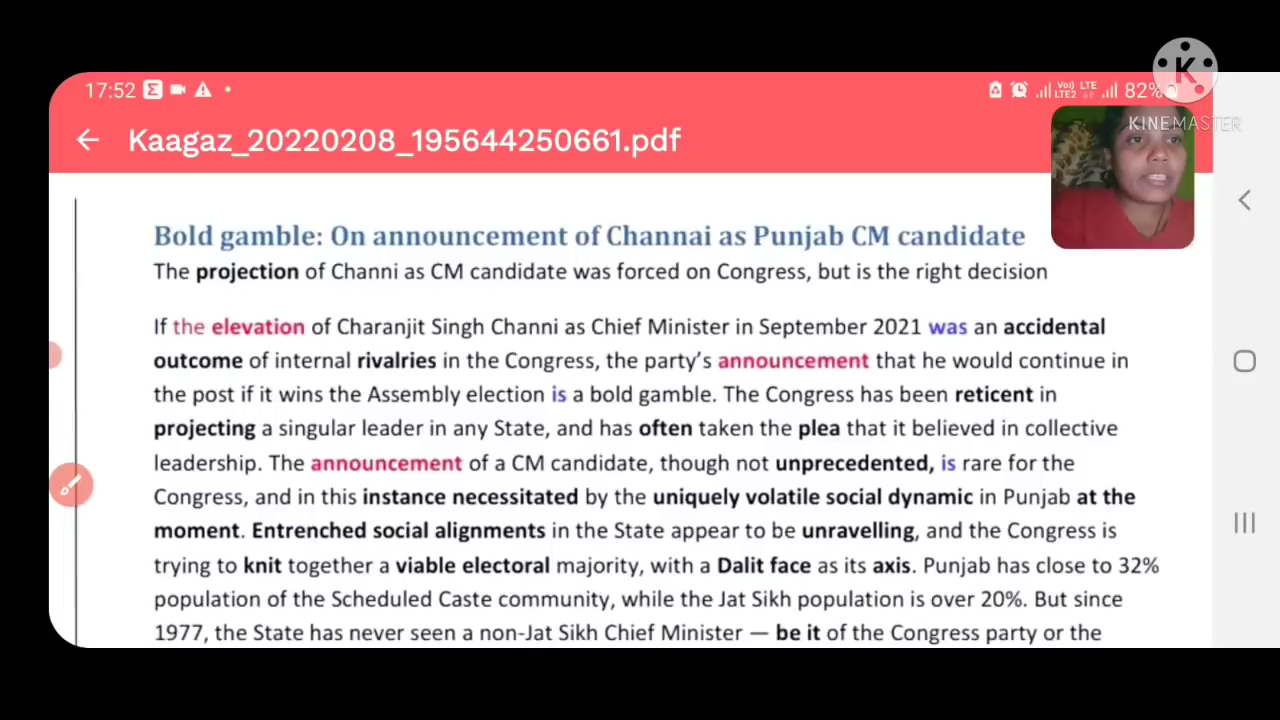 17:52
Vo)) LTE
LTE2
82%
K
KINEMASTER
Kaagaz_20220208_195644250661.pdf
Bold gamble: On announcement of Channai as Punjab CM candidate
The projection of Channi as CM candidate was forced on Congress, but is the right decision
If the elevation of Charanjit Singh Channi as Chief Minister in September 2021 was an accidental
outcome of internal rivalries in the Congress, the party's announcement that he would continue in
the post if it wins the Assembly election is a bold gamble. The Congress has been reticent in
projecting a singular leader in any State, and has often taken the plea that it believed in collective
leadership. The announcement of a CM candidate, though not unprecedented, is rare for the
Congress, and in this instance necessitated by the uniquely volatile social dynamic in Punjab at the
moment. Entrenched social alignments in the State appear to be unravelling, and the Congress is
trying to knit together a viable electoral majority, with a Dalit face as its axis. Punjab has close to 32%
population of the Scheduled Caste community, while the Jat Sikh population is over 20%. But since
1977, the State has never seen a non-Jat Sikh Chief Minister — be it of the Congress party or the